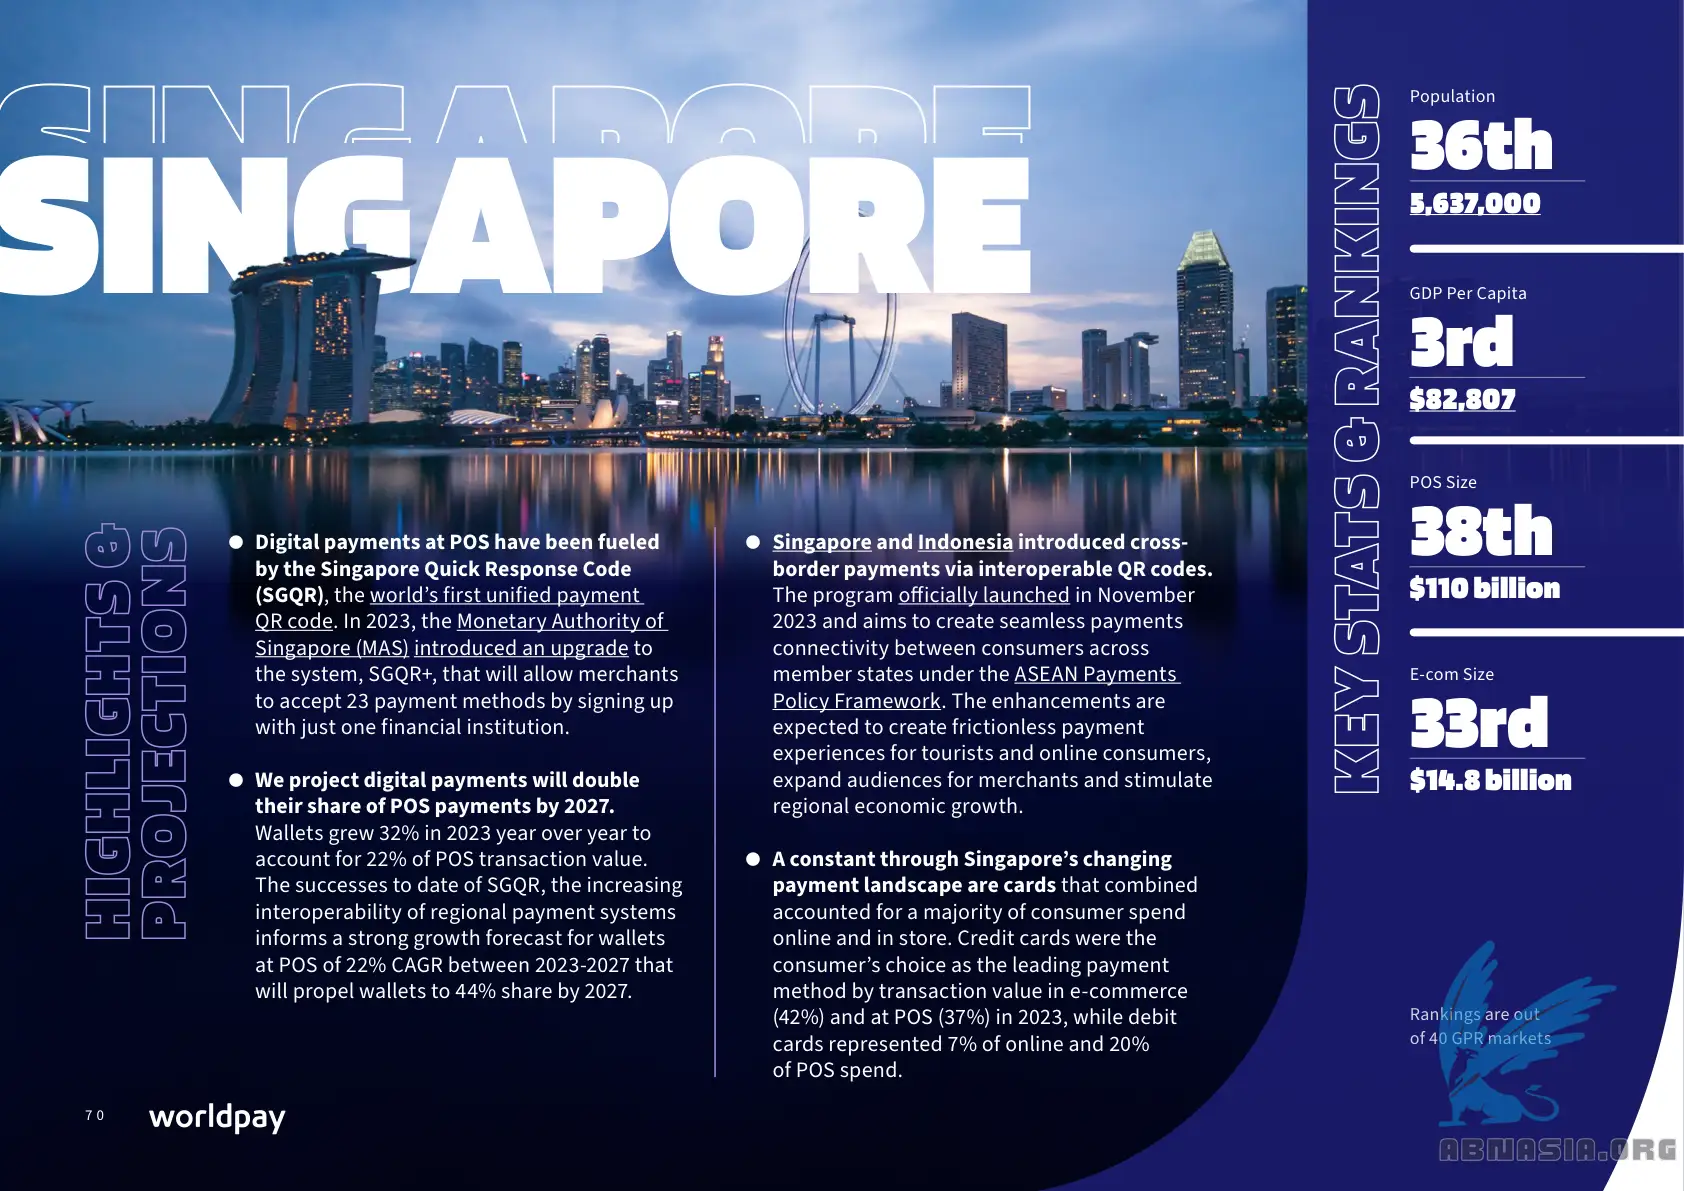 SINGAPORE
SINGAPORE
HIGHLIGHTS &
PROJECTIONS
● Digital payments at POS have been fueled
by the Singapore Quick Response Code
(SGQR), the world’s first unified payment
QR code. In 2023, the Monetary Authority of
Singapore (MAS) introduced an upgrade to
the system, SGQR+, that will allow merchants
to accept 23 payment methods by signing up
with just one financial institution.
● We project digital payments will double
their share of POS payments by 2027.
Wallets grew 32% in 2023 year over year to
account for 22% of POS transaction value.
The successes to date of SGQR, the increasing
interoperability of regional payment systems
informs a strong growth forecast for wallets
at POS of 22% CAGR between 2023-2027 that
will propel wallets to 44% share by 2027.
● Singapore and Indonesia introduced cross-
border payments via interoperable QR codes.
The program officially launched in November
2023 and aims to create seamless payments
connectivity between consumers across
member states under the ASEAN Payments
Policy Framework. The enhancements are
expected to create frictionless payment
experiences for tourists and online consumers,
expand audiences for merchants and stimulate
regional economic growth.
● A constant through Singapore’s changing
payment landscape are cards that combined
accounted for a majority of consumer spend
online and in store. Credit cards were the
consumer’s choice as the leading payment
method by transaction value in e-commerce
(42%) and at POS (37%) in 2023, while debit
cards represented 7% of online and 20%
of POS spend.
KEY STATS & RANKINGS
Population
36th
5,637,000
GDP Per Capita
3rd
$82,807
POS Size
38th
$110 billion
E-com Size
33rd
$14.8 billion
Rankings are out
of 40 GPR markets
70
worldpay
ABMASIA.ORG